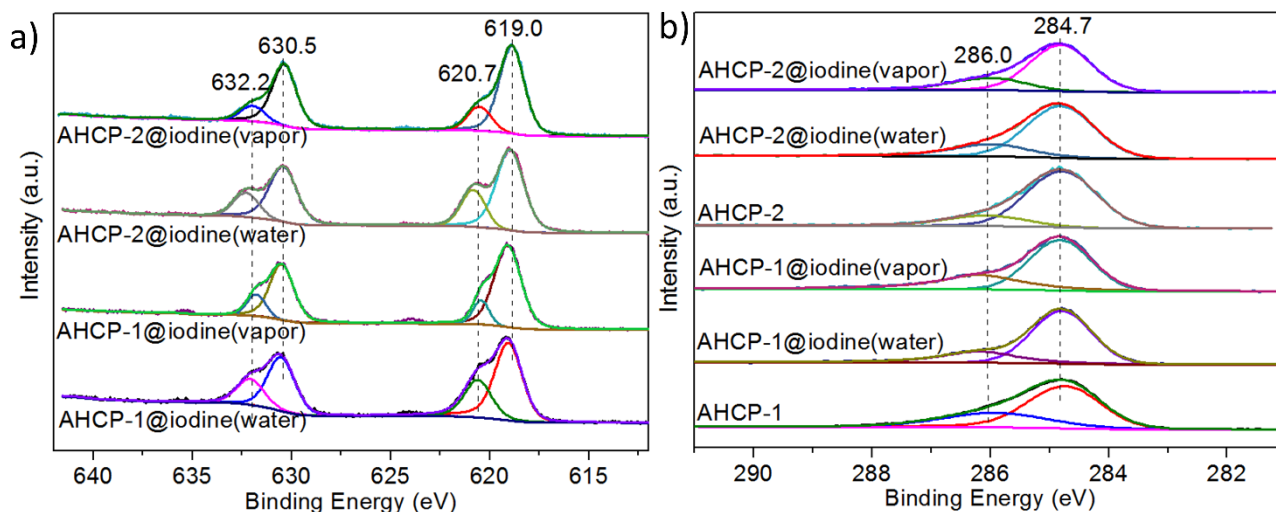 a)
619.0
630.5
620.7
632.2
AHCP-2@iodine(vapor)
AHCP-2@iodine(water)
AHCP-1@iodine(vapor)
AHCP-1@iodine(water)
Intensity (a.u.)
640 635 630 625 620 615
Binding Energy (eV)
b)
284.7
286.0
AHCP-2@iodine(vapor)
AHCP-2@iodine(water)
AHCP-2
AHCP-1@iodine(vapor)
AHCP-1@iodine(water)
AHCP-1
Intensity (a.u.)
290 288 286 284 282
Binding Energy (eV)